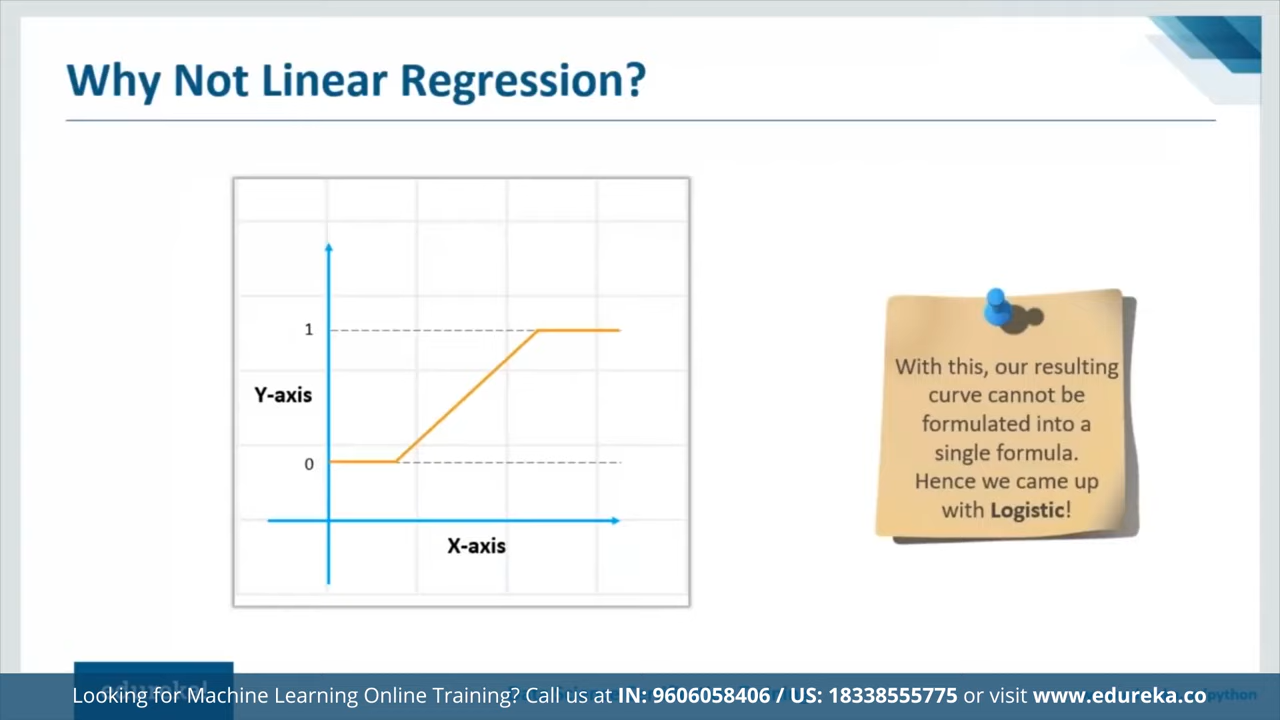 Why Not Linear Regression?
1
Y-axis
0
X-axis
With this, our resulting
curve cannot be
formulated into a
single formula.
Hence we came up
with Logistic!
Looking for Machine Learning Online Training? Call us at IN: 9606058406 / US: 18338555775 or visit www.edureka.co